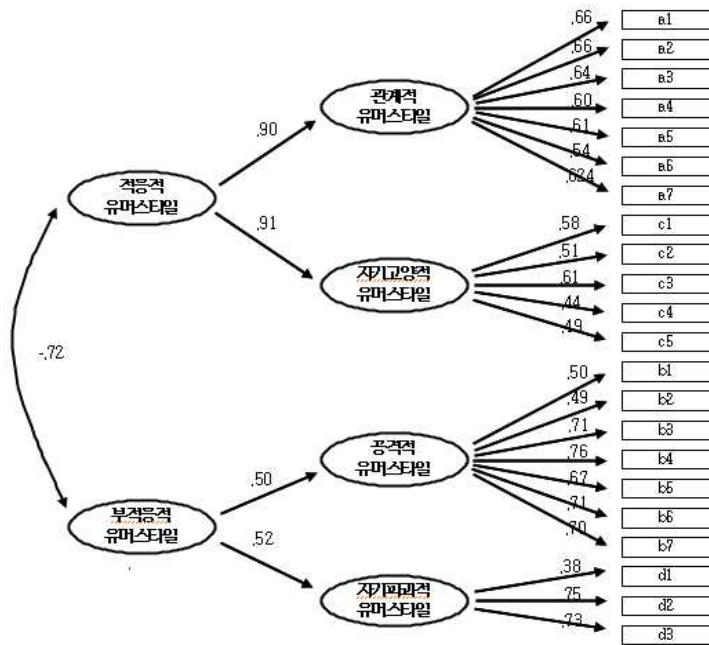 .66
a1
.66
a2
.64
a3
관계적
유머스타일
.60
a4
.90
.61
a5
.54
a6
.624
a7
적응적
유머스타일
.91
.58
c1
.51
c2
자기고양적
유머스타일
.61
c3
.44
c4
.49
c5
-.72
.50
b1
.49
b2
.71
b3
공격적
유머스타일
.76
b4
.50
.67
b5
.71
b6
.70
b7
부적응적
유머스타일
.52
.38
d1
자기파괴적
유머스타일
.75
d2
.73
d3